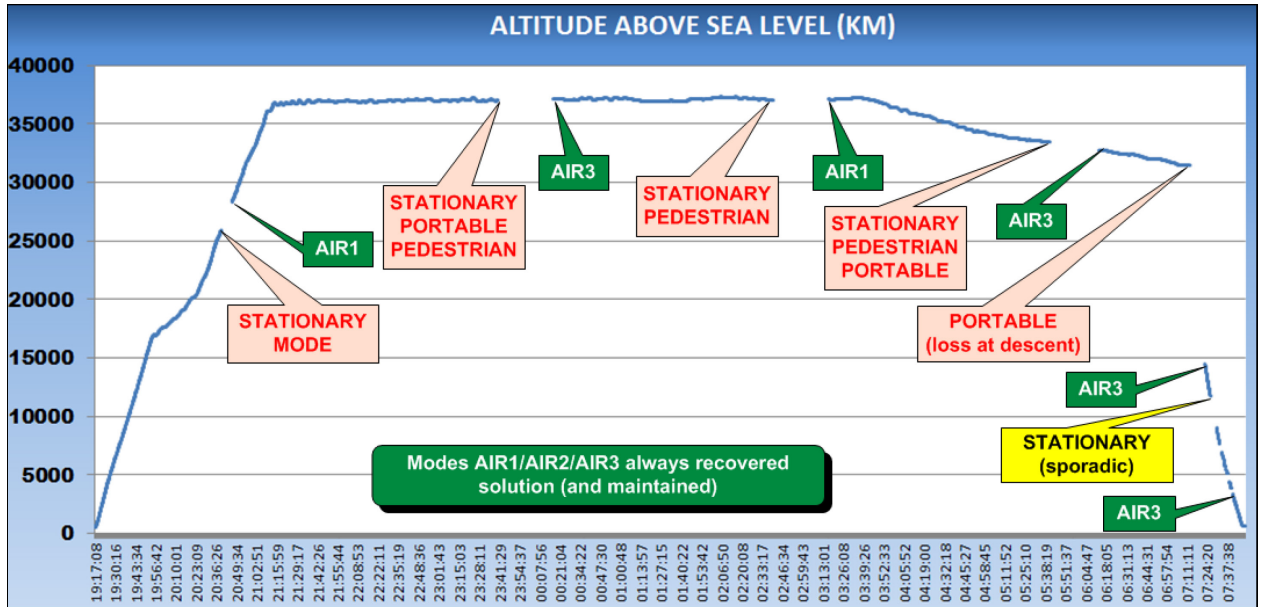 ALTITUDE ABOVE SEA LEVEL (KM)
40000
35000
30000
25000
20000
15000
10000
5000
0
AIR1
STATIONARY
MODE
STATIONARY
PORTABLE
PEDESTRIAN
AIR3
STATIONARY
PEDESTRIAN
AIR1
STATIONARY
PEDESTRIAN
PORTABLE
AIR3
PORTABLE
(loss at descent)
AIR3
STATIONARY
(sporadic)
AIR3
Modes AIR1/AIR2/AIR3 always recovered
solution (and maintained)
19:17:08
19:30:16
19:43:34
19:56:42
20:10:01
20:23:09
20:36:26
20:49:34
21:02:51
21:15:59
21:29:17
21:42:26
21:55:44
22:08:53
22:22:11
22:35:19
22:48:36
23:01:45
23:15:03
23:28:11
23:41:29
23:54:37
00:07:56
00:21:04
00:34:22
00:47:30
01:00:48
01:13:57
01:27:15
01:40:22
01:53:42
02:06:50
02:20:08
02:33:17
02:46:34
02:59:43
03:13:01
03:26:08
03:39:26
03:52:33
04:05:52
04:19:00
04:32:18
04:45:27
04:58:45
05:11:52
05:25:10
05:38:19
05:51:37
06:04:47
06:18:05
06:31:13
06:44:31
06:57:54
07:11:11
07:24:20
07:37:38